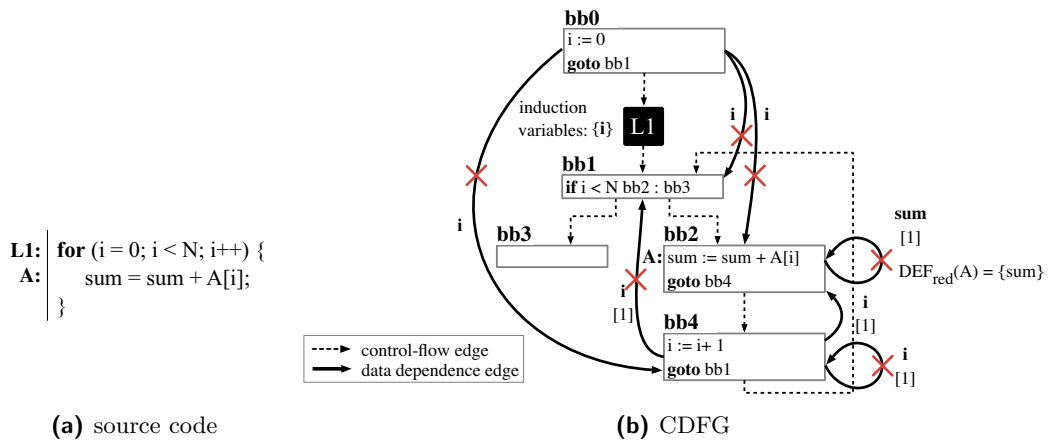 L1: for (i = 0; i < N; i++) {
A: sum = sum + A[i];
}
(a) source code
bb0
i := 0
goto bb1
induction
variables: {i}
L1
i
i
bb1
if i < N bb2 : bb3
i
bb3
bb2
A: sum := sum + A[i]
goto bb4
sum
[1]
DEFred(A) = {sum}
i
[1]
i
[1]
bb4
i := i+ 1
goto bb1
i
[1]
control-flow edge
data dependence edge
(b) CDFG